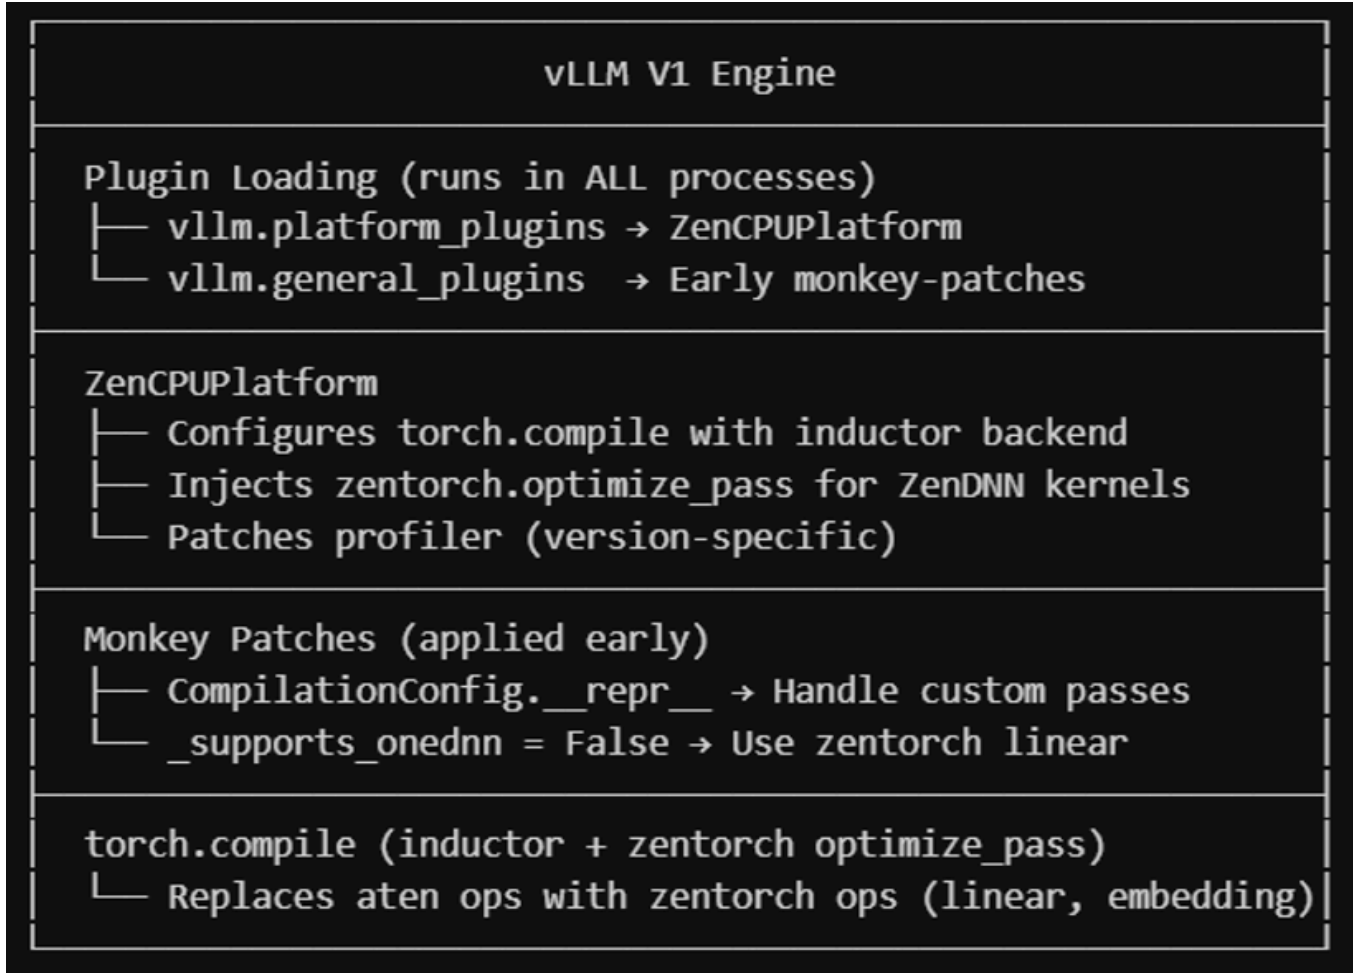 vLLM V1 Engine
Plugin Loading (runs in ALL processes)
├── vllm.platform_plugins → ZenCPUPlatform
└── vllm.general_plugins  → Early monkey-patches
ZenCPUPlatform
├── Configures torch.compile with inductor backend
├── Injects zentorch.optimize_pass for ZenDNN kernels
└── Patches profiler (version-specific)
Monkey Patches (applied early)
├── CompilationConfig.__repr__ → Handle custom passes
└── _supports_onednn = False → Use zentorch linear
torch.compile (inductor + zentorch optimize_pass)
└── Replaces aten ops with zentorch ops (linear, embedding)